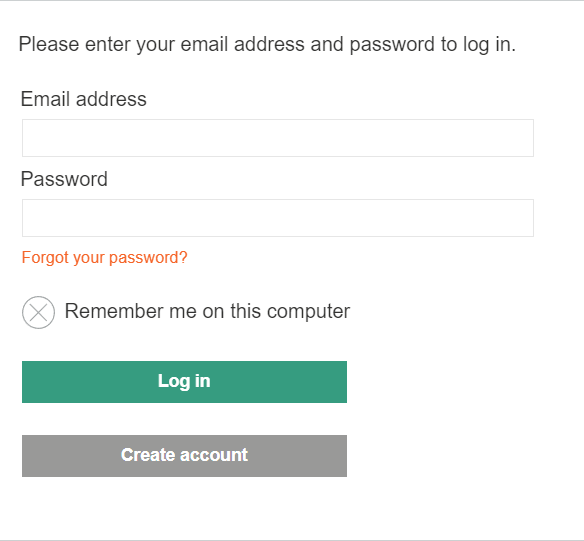 Please enter your email address and password to log in.
Email address
Password
Forgot your password?
Remember me on this computer
Log in
Create account